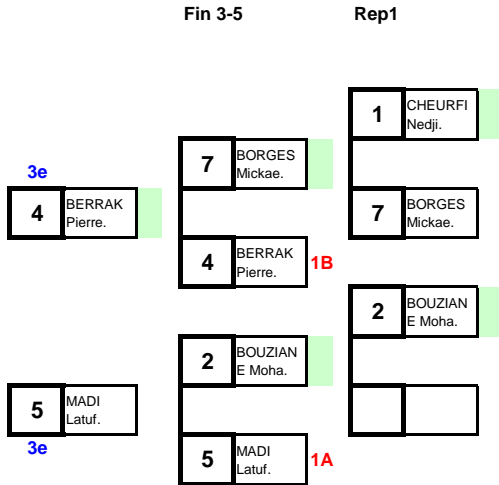 Fin 3-5
Rep1
1
CHEURFI
Nedji.
7
BORGES
Mickae.
3e
4
BERRAK
Pierre.
7
BORGES
Mickae.
4
BERRAK
Pierre.
1B
2
BOUZIAN
E Moha.
2
BOUZIAN
E Moha.
5
MADI
Latuf.
3e
5
MADI
Latuf.
1A